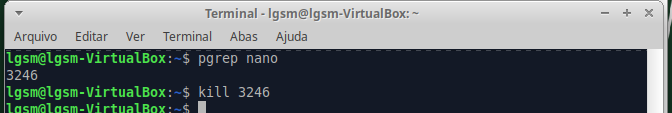 Terminal - lgsm@lgsm-VirtualBox: ~
Arquivo Editar Ver Terminal Abas Ajuda
lgsm@lgsm-VirtualBox:~$ pgrep nano
3246
lgsm@lgsm-VirtualBox:~$ kill 3246
lgsm@lgsm-VirtualBox:~$